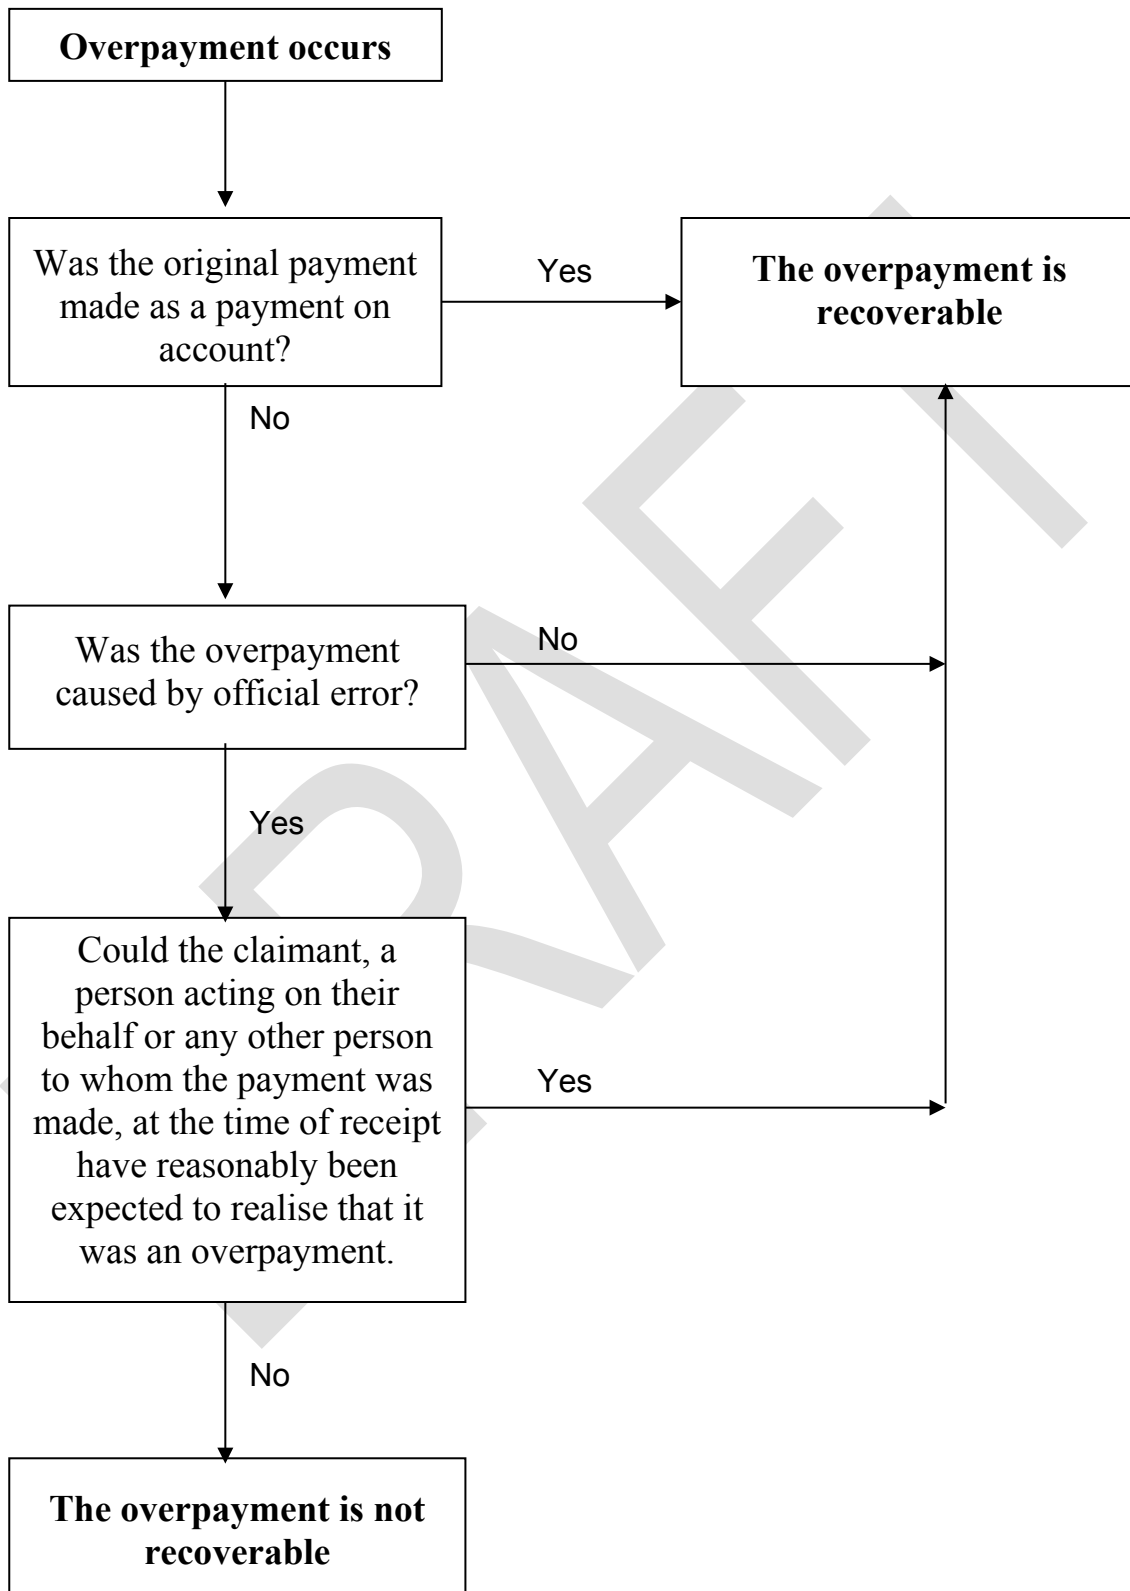 Overpayment occurs
Was the original payment
made as a payment on
account?
Yes
The overpayment is
recoverable
No
Was the overpayment
caused by official error?
No
Yes
Could the claimant, a
person acting on their
behalf or any other person
to whom the payment was
made, at the time of receipt
have reasonably been
expected to realise that it
was an overpayment.
Yes
No
The overpayment is not
recoverable
DRAFT